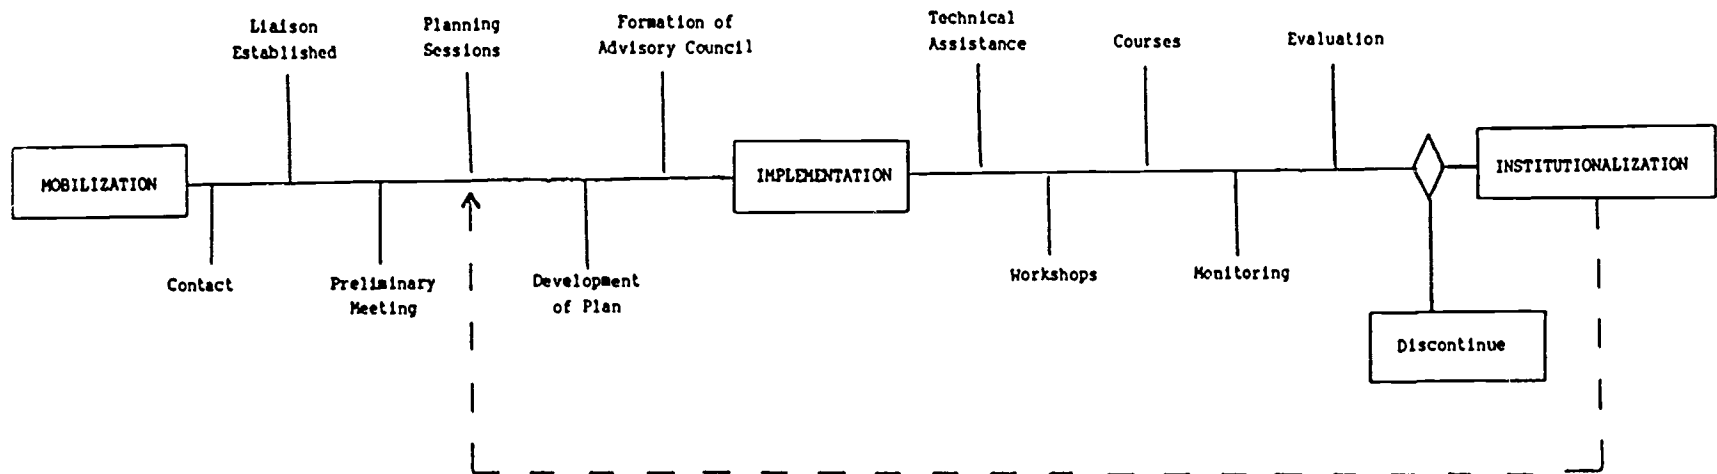 Liaison
Established
Planning
Sessions
Formation of
Advisory Council
Technical
Assistance
Courses
Evaluation
MOBILIZATION
IMPLEMENTATION
INSTITUTIONALIZATION
Contact
Preliminary
Meeting
Development
of Plan
Workshops
Monitoring
Discontinue